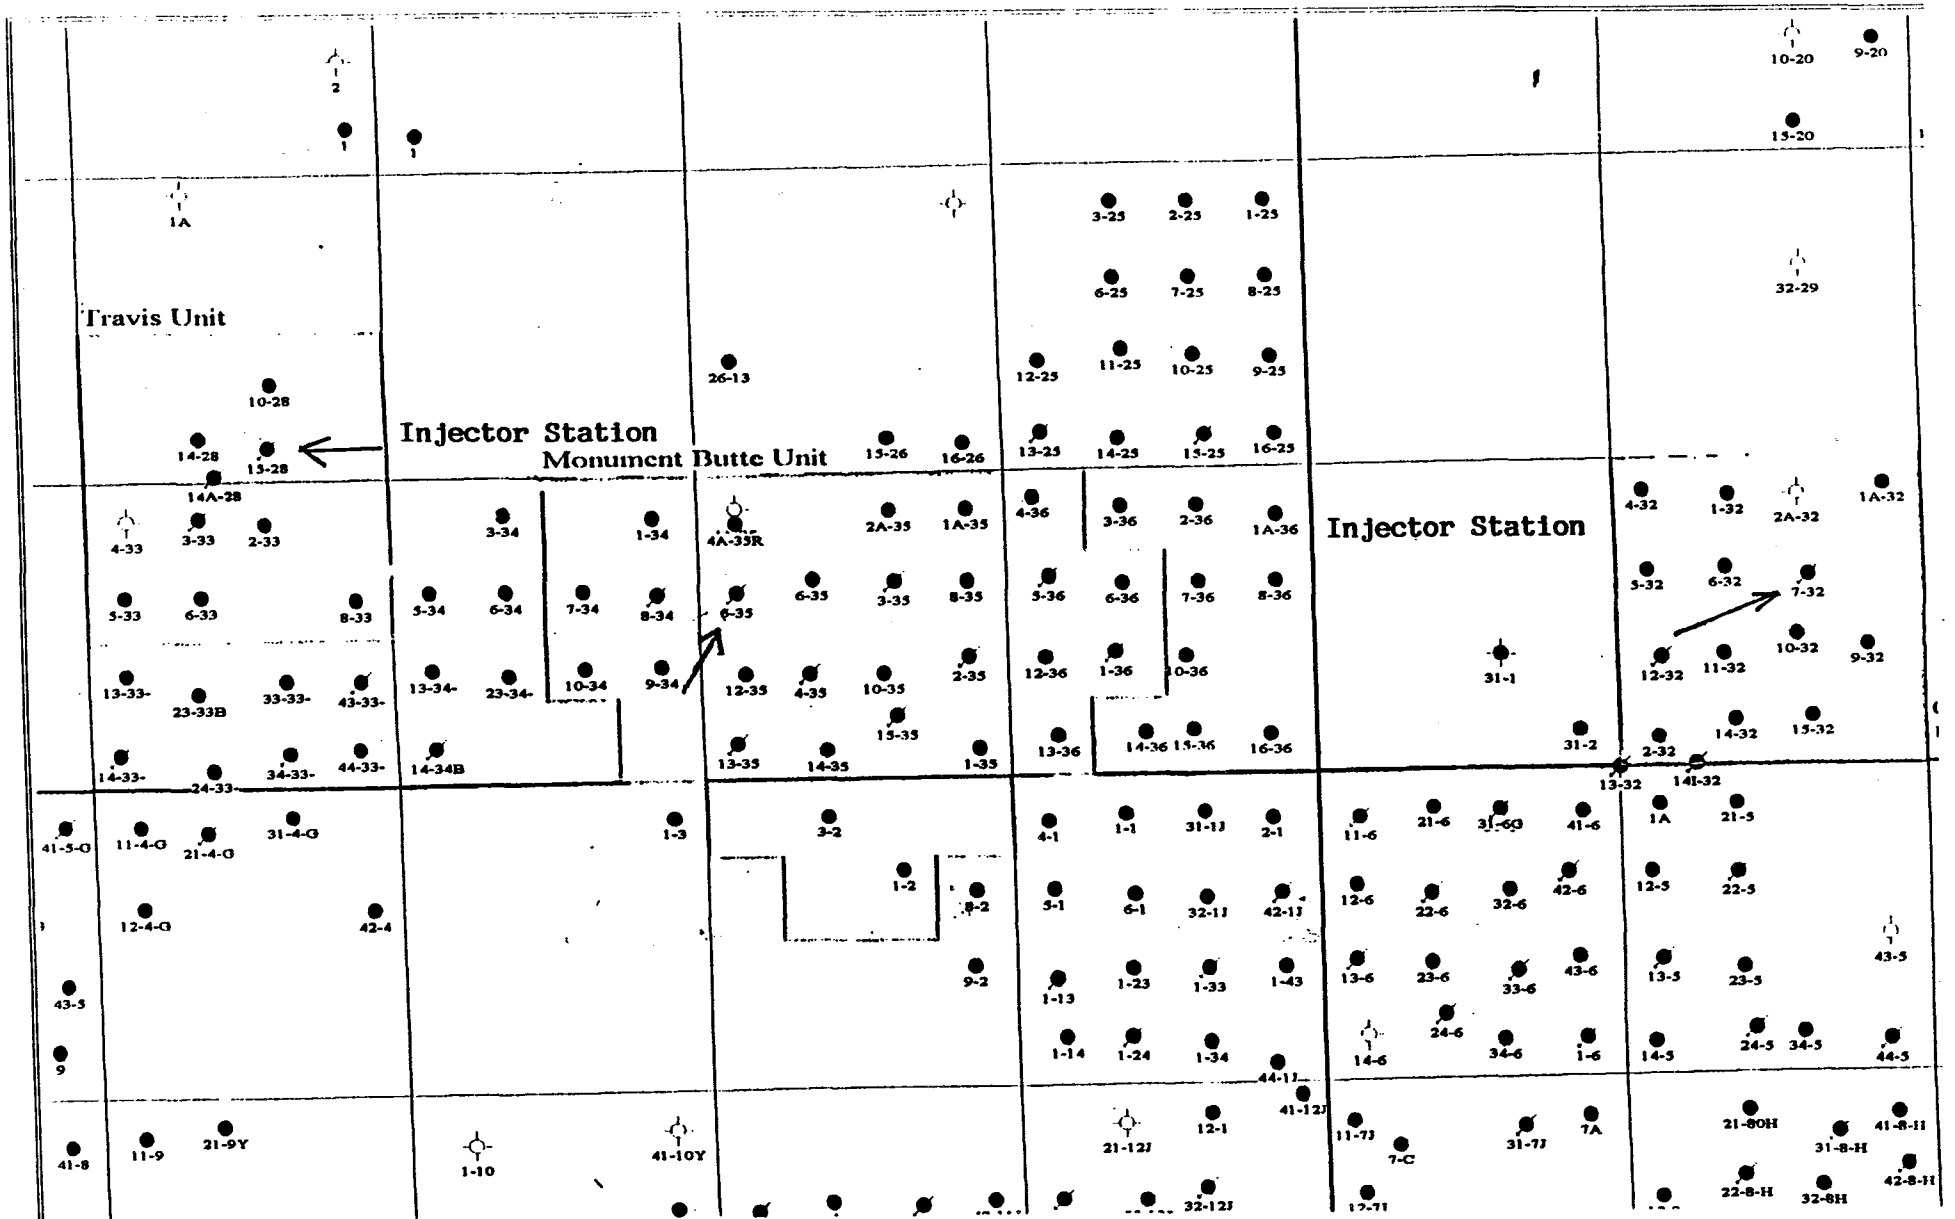 10-20 9-20
2
1 1
15-20
1A
3-25 2-25 1-25
6-25 7-25 8-25
32-29
Travis Unit
26-13
12-25 11-25 10-25 9-25
10-28
Injector Station
14-28 15-28
Monument Butte Unit
15-26 16-26 13-25 14-25 15-25 16-25
14A-28
4-33 3-33 2-33 3-34 1-34 4A-35R 2A-35 1A-35 4-36 3-36 2-36 1A-36
Injector Station
4-32 1-32 2A-32 1A-32
5-33 6-33 8-33 5-34 6-34 7-34 8-34 6-35 6-35 3-35 8-35 5-36 6-36 7-36 8-36
5-32 6-32 7-32
13-33- 23-33B 33-33- 43-33- 13-34- 23-34- 10-34 9-34 12-35 4-35 10-35 2-35 12-36 1-36 10-36
31-1
12-32 11-32 10-32 9-32
15-35
14-33- 24-33- 34-33- 44-33- 14-34B 13-35 14-35 1-35 13-36 14-36 15-36 16-36
31-2 2-32 14-32 15-32
13-32 14I-32
41-5-G 11-4-G 21-4-G 31-4-G 1-3 3-2 4-1 1-1 31-1J 2-1 11-6 21-6 31-6G 41-6 1A 21-5
1-2
12-4-G 42-4 8-2 5-1 6-1 32-1J 42-1J 12-6 22-6 32-6 42-6 12-5 22-5
43-5
43-5 9-2 1-13 1-23 1-33 1-43 13-6 23-6 33-6 43-6 13-5 23-5
24-6
9 1-14 1-24 1-34 44-1J 14-6 34-6 1-6 14-5 24-5 34-5 44-5
41-12J
41-8 11-9 21-9Y 1-10 41-10Y 21-12J 12-1 11-7J 7-C 31-7J 7A 21-80H 31-8-H 41-8-H
32-12J 12-7J 22-8-H 32-8H 42-8-H